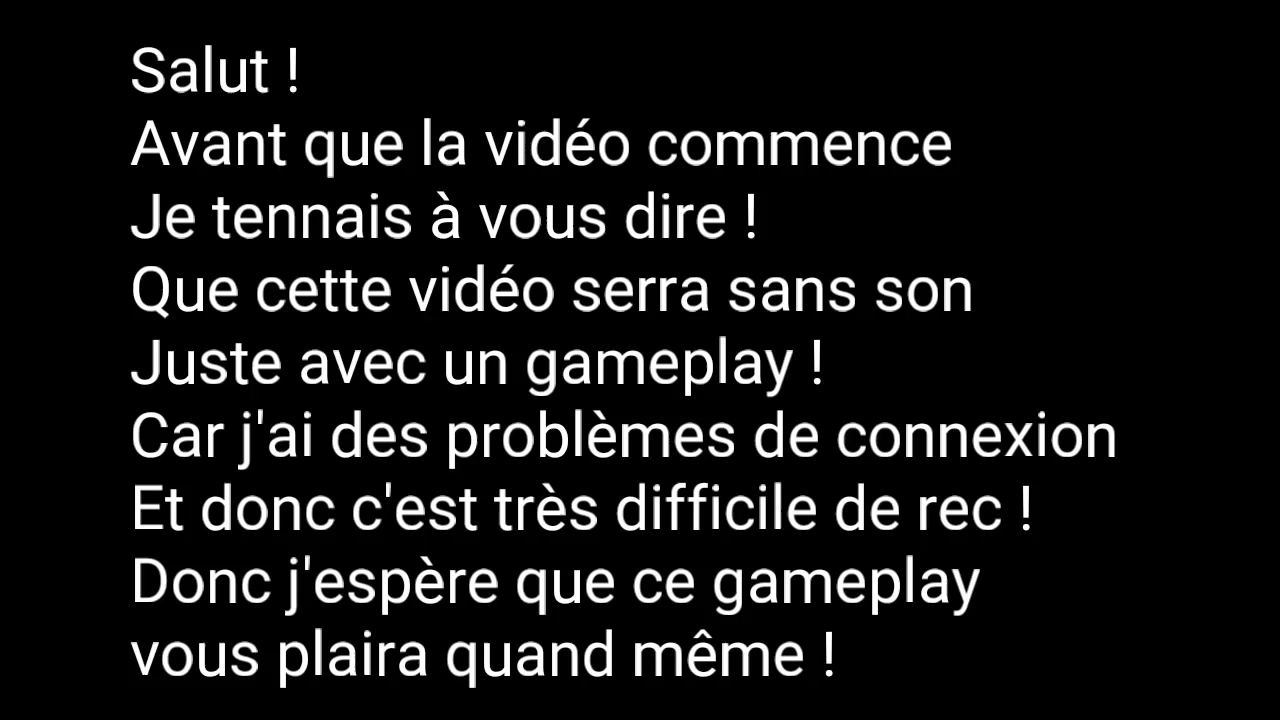 Salut !
Avant que la vidéo commence
Je tennais à vous dire !
Que cette vidéo serra sans son
Juste avec un gameplay !
Car j'ai des problèmes de connexion
Et donc c'est très difficile de rec !
Donc j'espère que ce gameplay
vous plaira quand même !